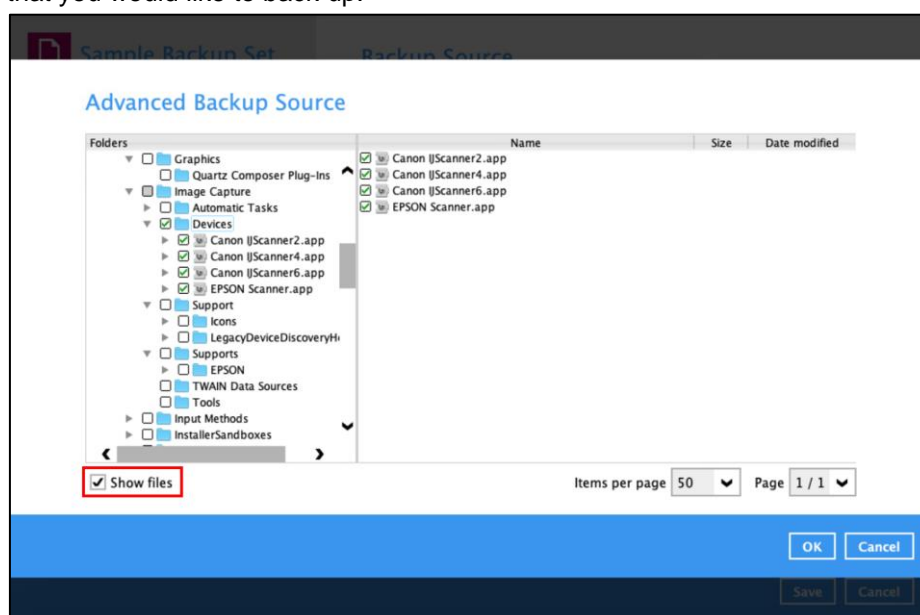 that you would like to back up.
Sample Backup Set
Backup Source
Advanced Backup Source
Folders
Name
Size
Date modified
Graphics
Quartz Composer Plug-Ins
Image Capture
Automatic Tasks
Devices
Canon IJScanner2.app
Canon IJScanner4.app
Canon IJScanner6.app
EPSON Scanner.app
Support
Icons
LegacyDeviceDiscoveryH
Supports
EPSON
TWAIN Data Sources
Tools
Input Methods
InstallerSandboxes
Canon IJScanner2.app
Canon IJScanner4.app
Canon IJScanner6.app
EPSON Scanner.app
Show files
Items per page 50
Page 1 / 1
OK
Cancel
Save
Cancel